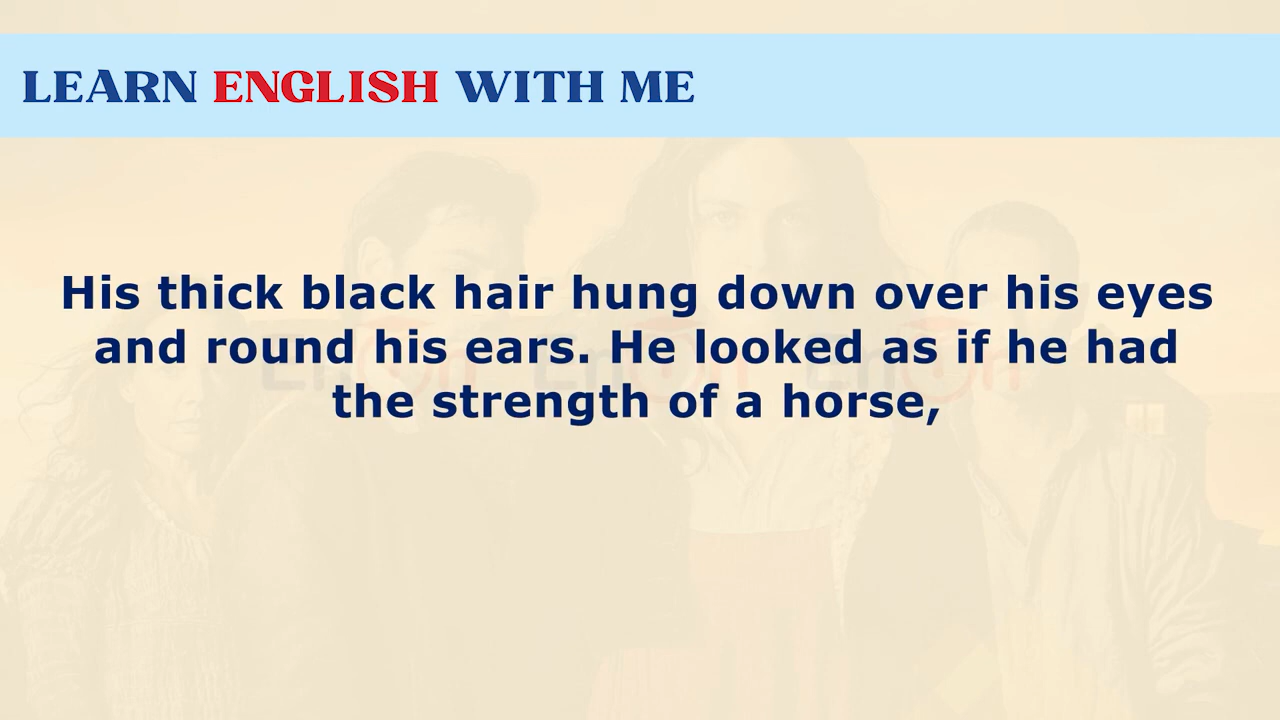 LEARN ENGLISH WITH ME
His thick black hair hung down over his eyes
and round his ears. He looked as if he had
the strength of a horse,